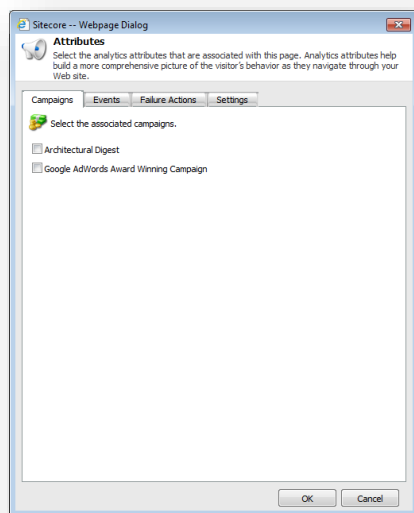 Sitecore -- Webpage Dialog
Attributes
Select the analytics attributes that are associated with this page. Analytics attributes help
build a more comprehensive picture of the visitor's behavior as they navigate through your
Web site.
Campaigns Events Failure Actions Settings
Select the associated campaigns.
Architectural Digest
Google AdWords Award Winning Campaign
OK Cancel